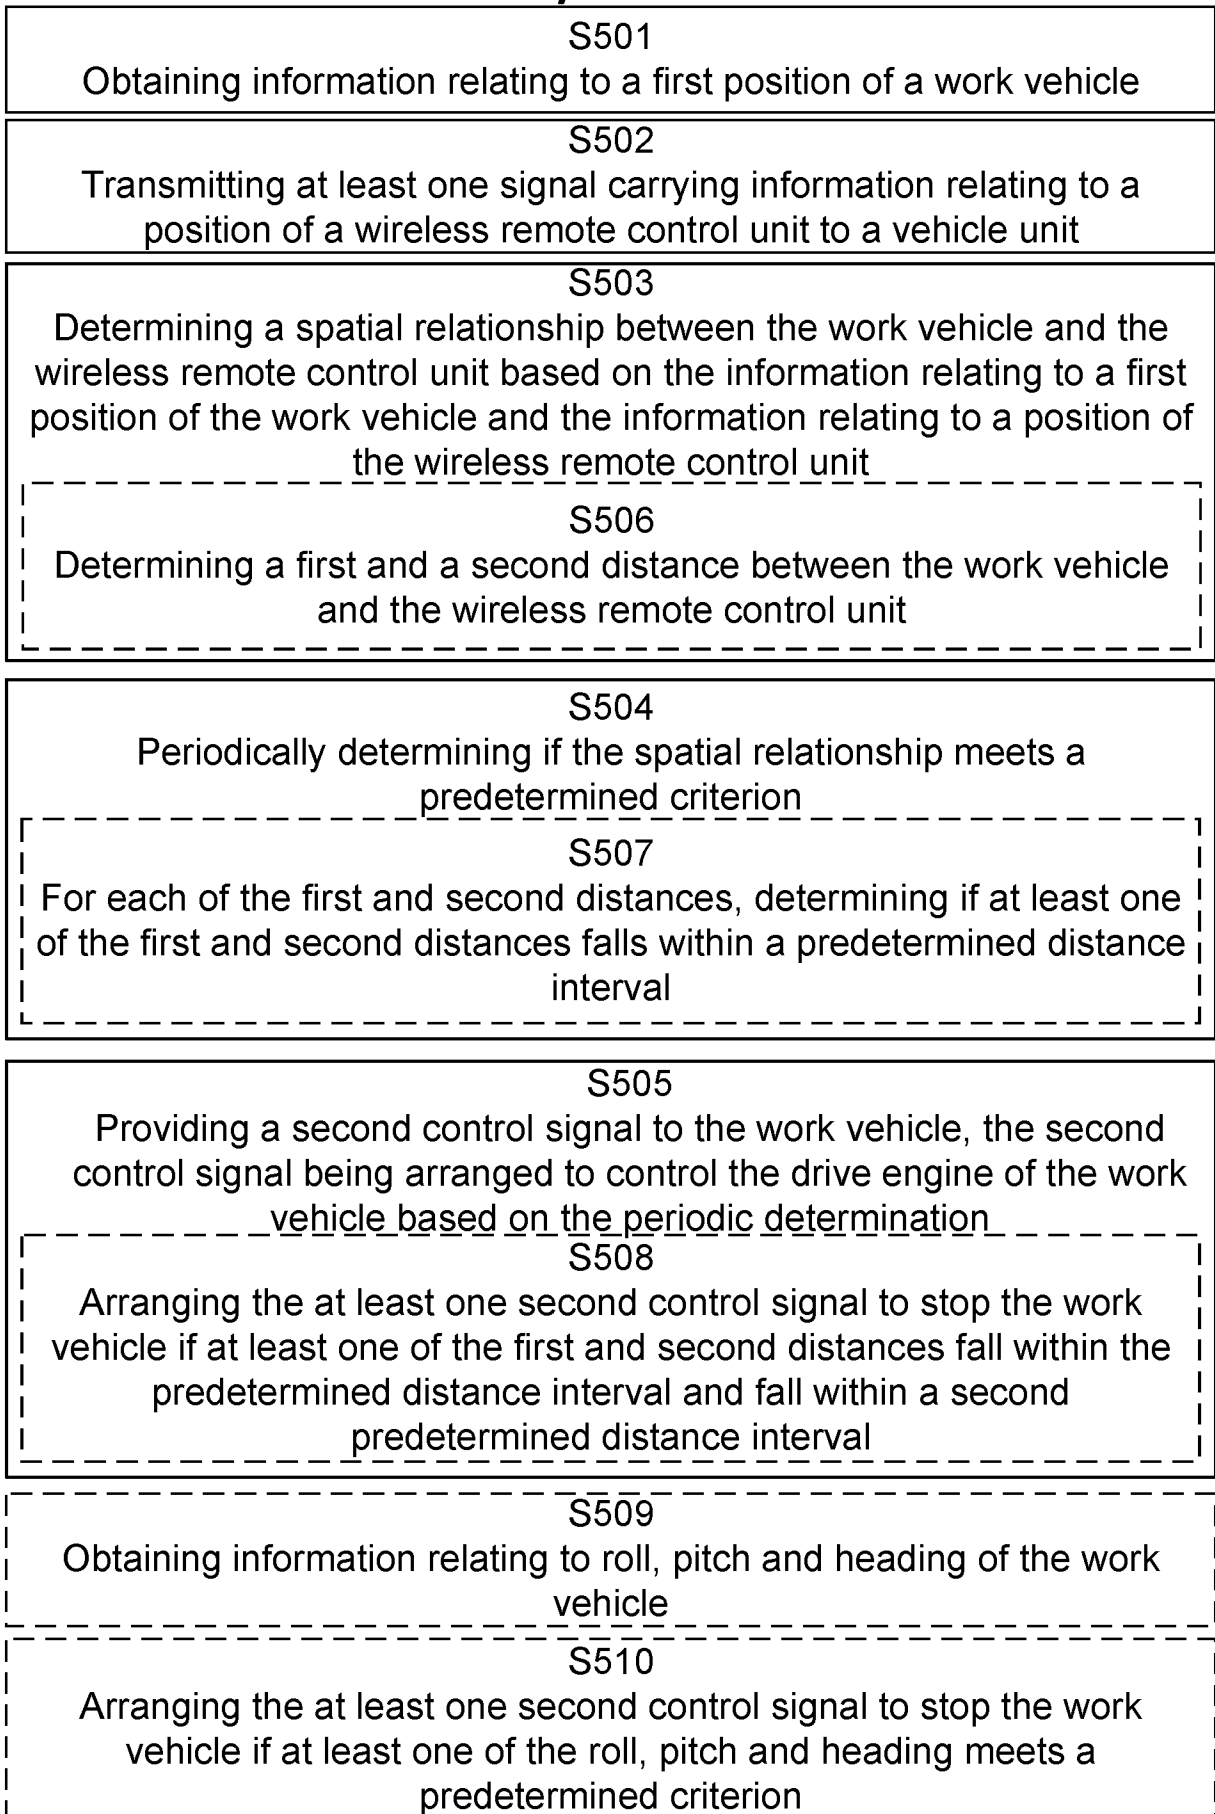 S501
Obtaining information relating to a first position of a work vehicle
S502
Transmitting at least one signal carrying information relating to a
position of a wireless remote control unit to a vehicle unit
S503
Determining a spatial relationship between the work vehicle and the
wireless remote control unit based on the information relating to a first
position of the work vehicle and the information relating to a position of
the wireless remote control unit
S506
Determining a first and a second distance between the work vehicle
and the wireless remote control unit
S504
Periodically determining if the spatial relationship meets a
predetermined criterion
S507
For each of the first and second distances, determining if at least one
of the first and second distances falls within a predetermined distance
interval
S505
Providing a second control signal to the work vehicle, the second
control signal being arranged to control the drive engine of the work
vehicle based on the periodic determination
S508
Arranging the at least one second control signal to stop the work
vehicle if at least one of the first and second distances fall within the
predetermined distance interval and fall within a second
predetermined distance interval
S509
Obtaining information relating to roll, pitch and heading of the work
vehicle
S510
Arranging the at least one second control signal to stop the work
vehicle if at least one of the roll, pitch and heading meets a
predetermined criterion